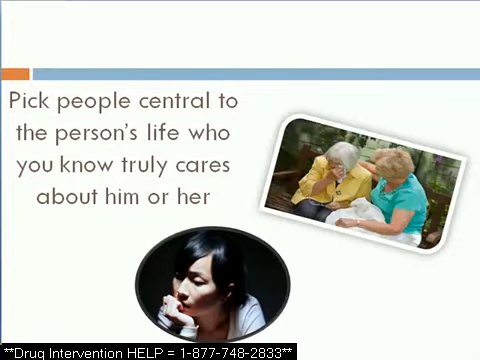 Pick people central to
the person's life who
you know truly cares
about him or her
**Drug Intervention HELP = 1-877-748-2833**